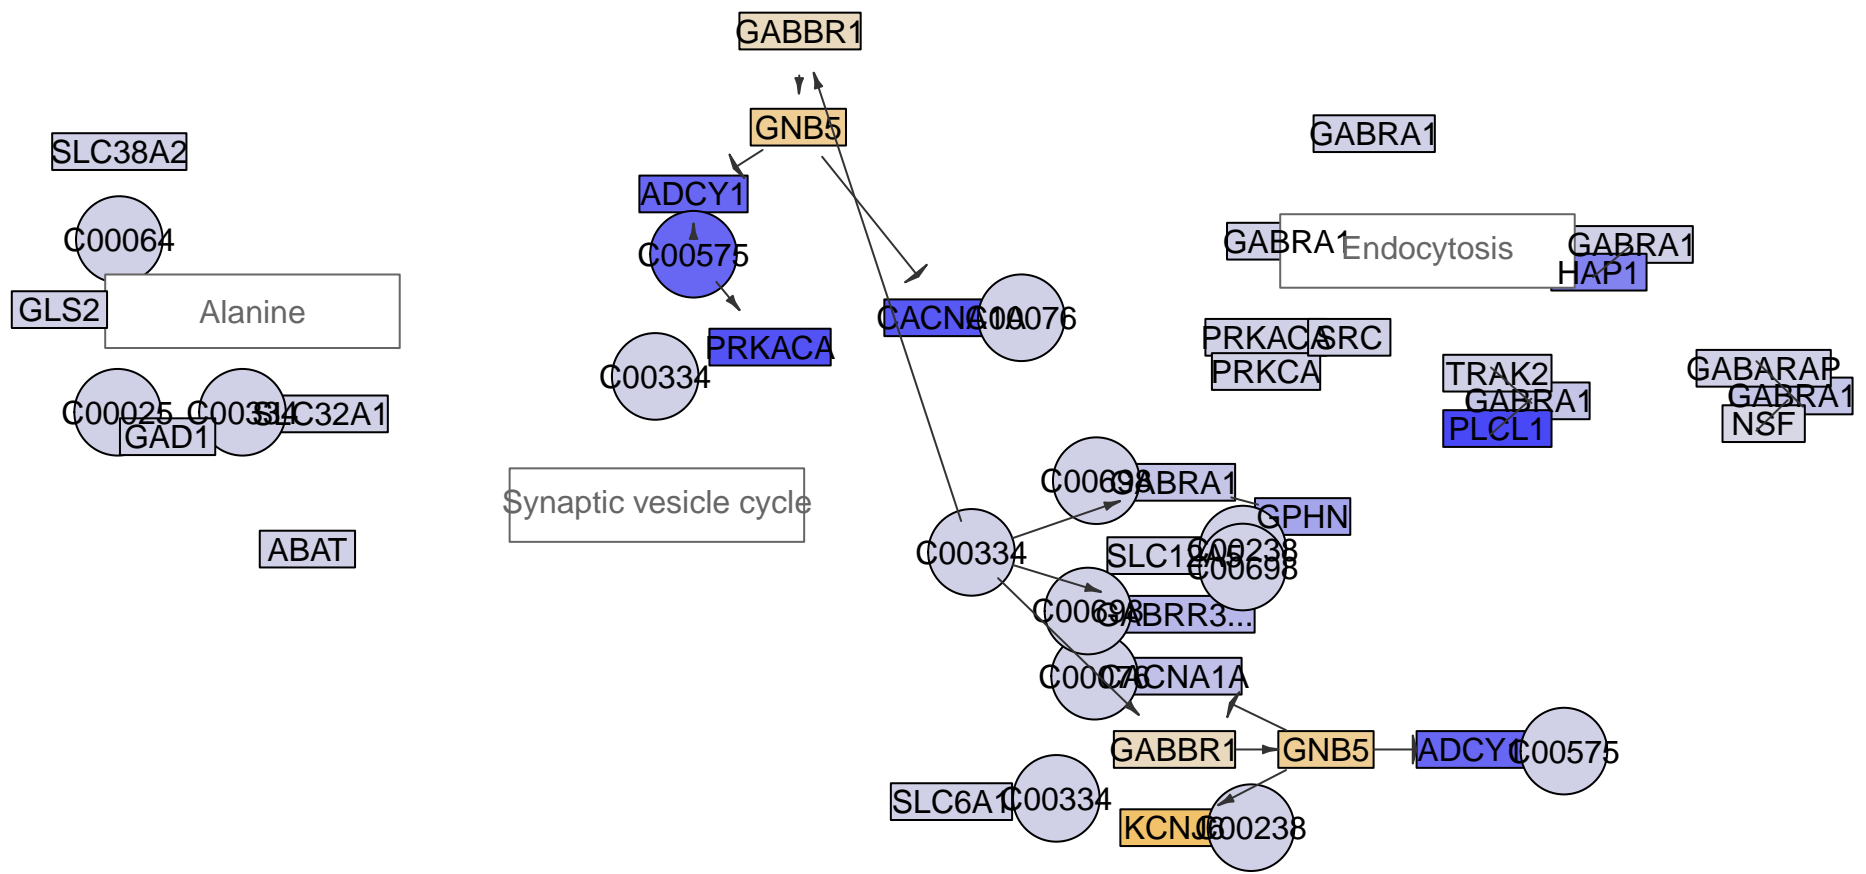 GABBR1
GNB5
GABRA1
SLC38A2
ADCY1
C00064
C00575
GABRA1
Endocytosis
GABRA1
HAP1
GLS2
Alanine
CACNA1A
C00076
PRKACA
PRKACA
SRC
C00334
PRKCA
TRAK2
GABARAP
GABRA1
GABRA1
PLCL1
NSF
C00025
C00334
SLC32A1
GAD1
C00698
GABRA1
Synaptic vesicle cycle
GPHN
ABAT
C00334
SLC12A5
C00238
C00698
C00698
GABRR3...
C00076
CACNA1A
GABBR1
GNB5
ADCY1
C00575
SLC6A1
C00334
KCNJ6
C00238